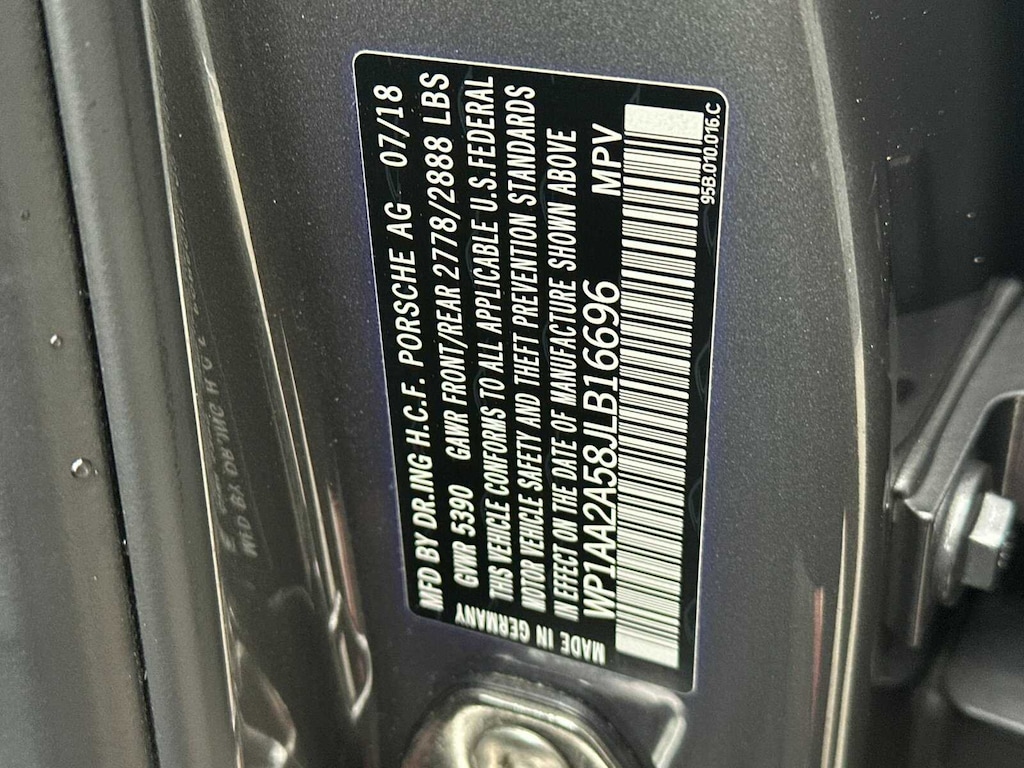 MFD BY DR.ING H.C.F. PORSCHE AG 07/18
GVWR 5390 GAWR FRONT/REAR 2778/2888 LBS
THIS VEHICLE CONFORMS TO ALL APPLICABLE U.S. FEDERAL
MOTOR VEHICLE SAFETY AND THEFT PREVENTION STANDARDS
IN EFFECT ON THE DATE OF MANUFACTURE SHOWN ABOVE
WP1AA2A58JLB16696 MPV
MADE IN GERMANY
95B.010.016.C